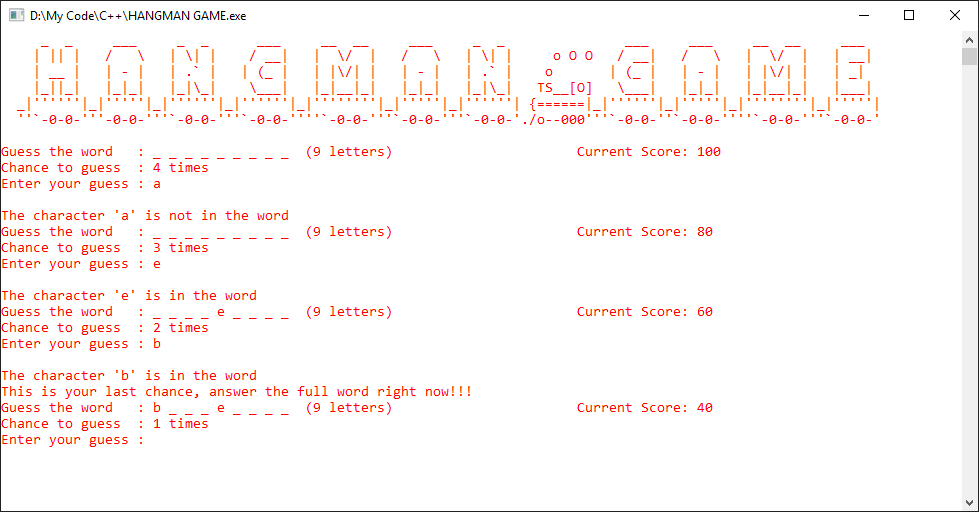 D:\My Code\C++\HANGMAN GAME.exe
HANGMAN GAME
Guess the word   : _ _ _ _ _ _ _ _ _  (9 letters)                       Current Score: 100
Chance to guess  : 4 times
Enter your guess : a
The character 'a' is not in the word
Guess the word   : _ _ _ _ _ _ _ _ _  (9 letters)                       Current Score: 80
Chance to guess  : 3 times
Enter your guess : e
The character 'e' is in the word
Guess the word   : _ _ _ _ e _ _ _ _  (9 letters)                       Current Score: 60
Chance to guess  : 2 times
Enter your guess : b
The character 'b' is in the word
This is your last chance, answer the full word right now!!!
Guess the word   : b _ _ _ e _ _ _ _  (9 letters)                       Current Score: 40
Chance to guess  : 1 times
Enter your guess :